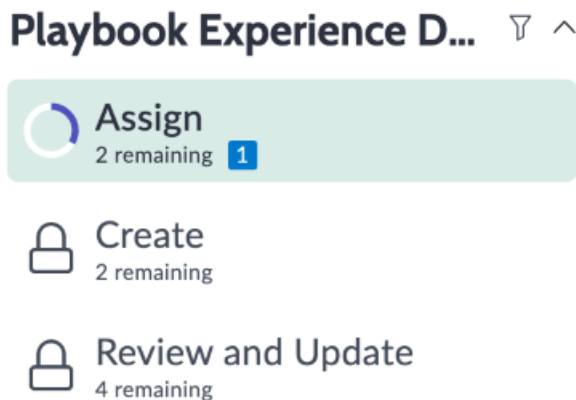 Playbook Experience D...
Assign
2 remaining 1
Create
2 remaining
Review and Update
4 remaining